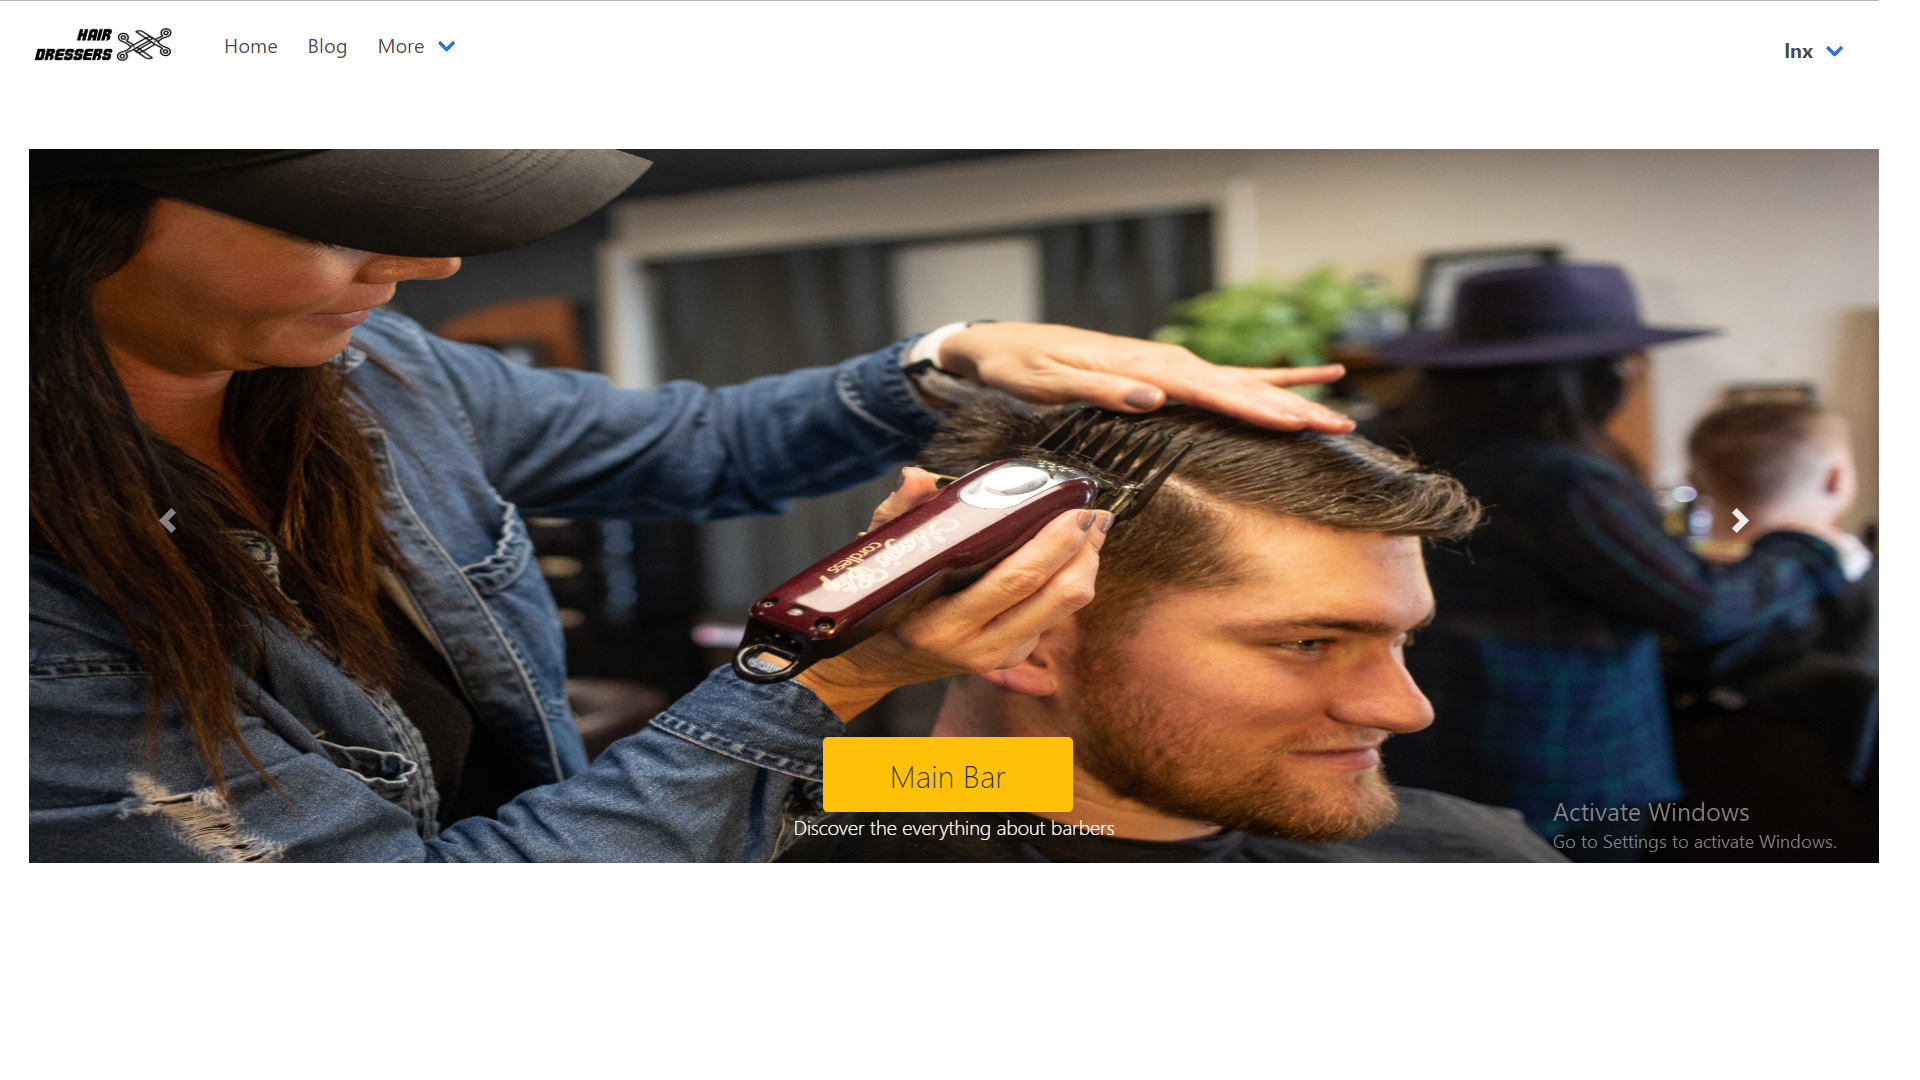 HAIR
DRESSERS
Home
Blog
More
lnx
Magic Clip
cordless
Main Bar
Discover the everything about barbers
Activate Windows
Go to Settings to activate Windows.